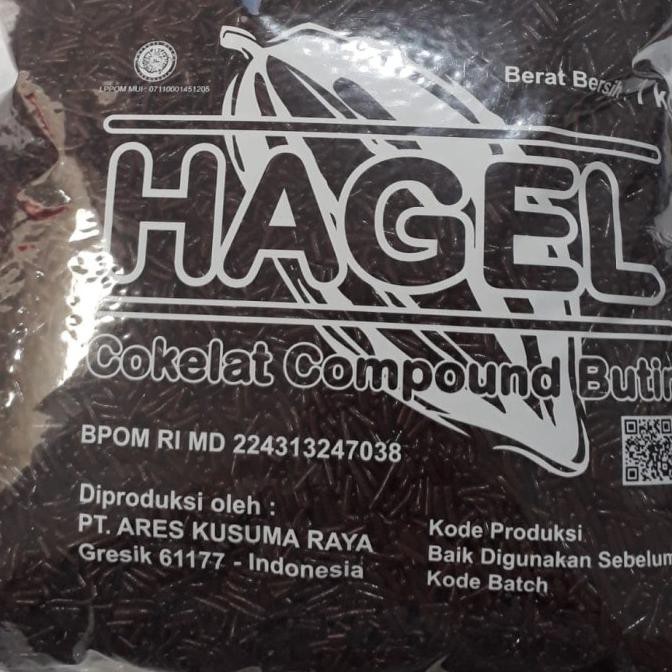 LPPOM MUI : 07110001451205
Berat Bersih
HAGEL
Cokelat Compound Butir
BPOM RI MD 224313247038
Diproduksi oleh :
PT. ARES KUSUMA RAYA
Gresik 61177 - Indonesia
Kode Produksi
Baik Digunakan Sebelum
Kode Batch